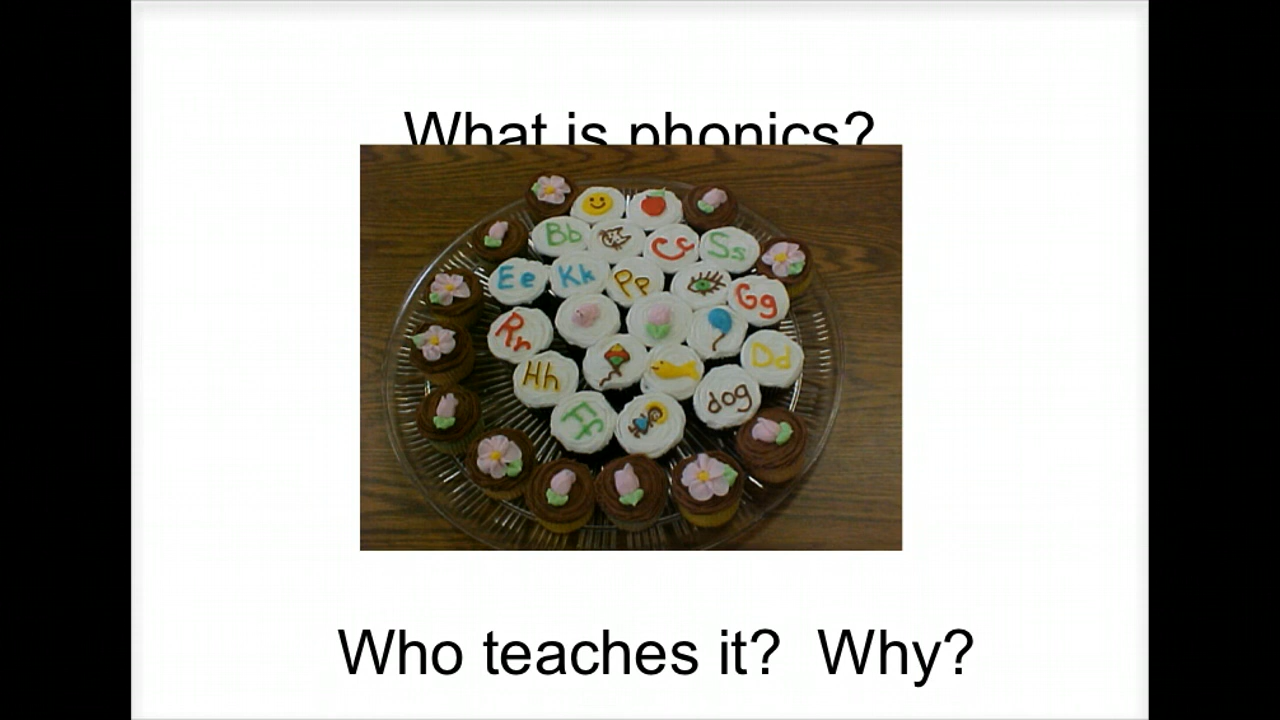 What is phonics?
Bb
Cc Ss
Ee Kk Pp
Gg
Rr
Dd
Hh
dog
Ff
Who teaches it?  Why?